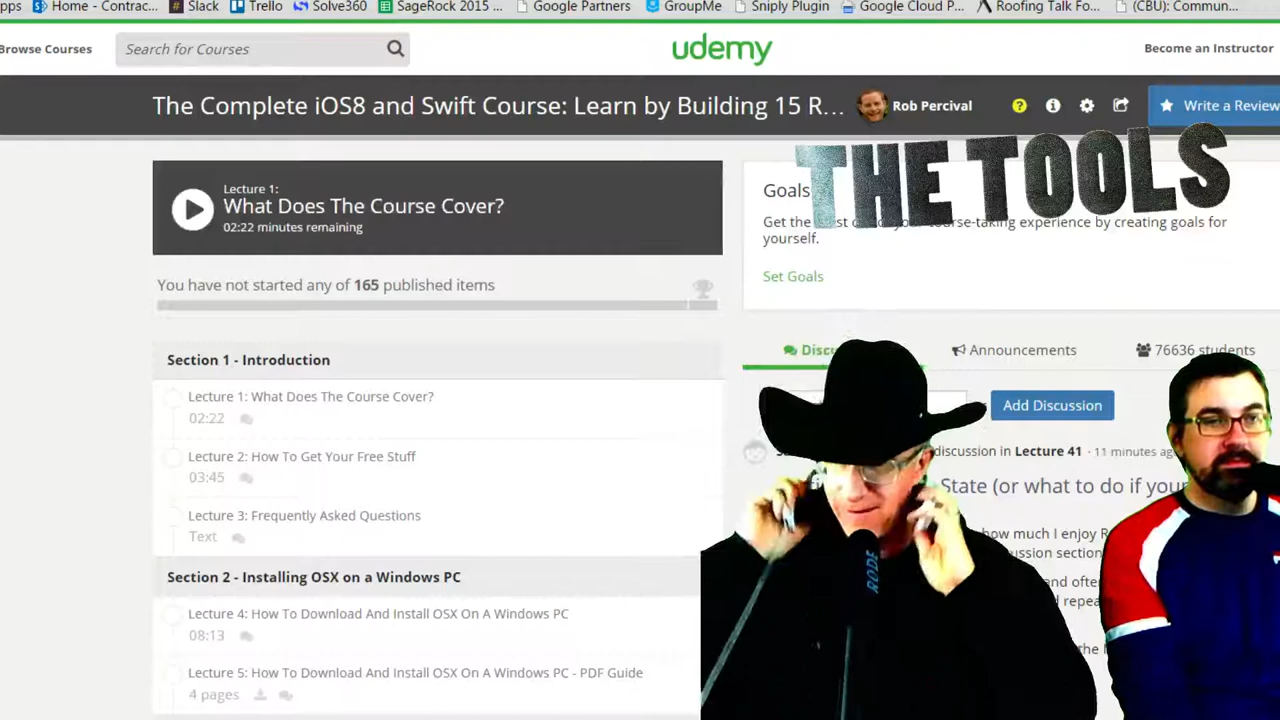 apps Home - Contrac... Slack Trello Solve360 SageRock 2015 ... Google Partners GroupMe Sniply Plugin Google Cloud P... Roofing Talk Fo... (CBU): Commun...
Browse Courses Search for Courses udemy Become an Instructor
The Complete iOS8 and Swift Course: Learn by Building 15 R... Rob Percival ? Write a Review
THE TOOLS
Lecture 1:
What Does The Course Cover?
02:22 minutes remaining
Goals
Get the of course-taking experience by creating goals for
yourself.
Set Goals
You have not started any of 165 published items
Section 1 - Introduction
Lecture 1: What Does The Course Cover?
02:22
Lecture 2: How To Get Your Free Stuff
03:45
Lecture 3: Frequently Asked Questions
Text
Section 2 - Installing OSX on a Windows PC
Lecture 4: How To Download And Install OSX On A Windows PC
08:13
Lecture 5: How To Download And Install OSX On A Windows PC - PDF Guide
4 pages
Announcements 76636 students
Add Discussion
discussion in Lecture 41 - 11 minutes
State (or what to do if your
how much I enjoy
section
and
RODE